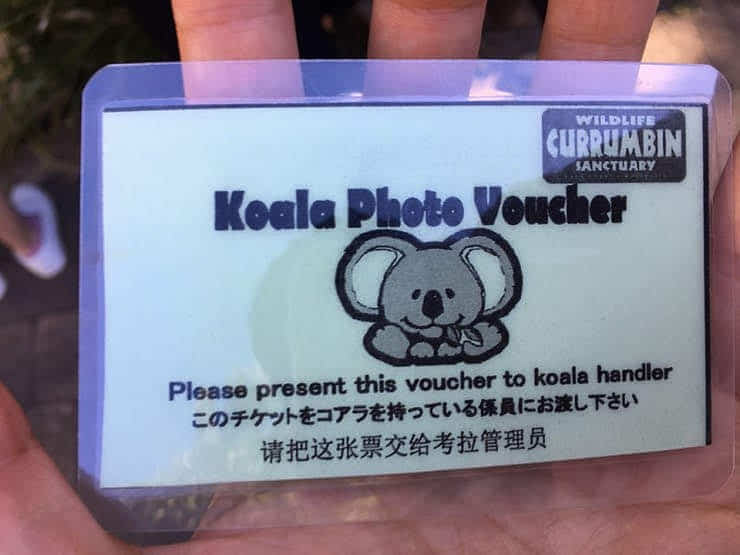 WILDLIFE
CURRUMBIN
SANCTUARY
Koala Photo Voucher
Please present this voucher to koala handler
このチケットをコアラを持っている係員にお渡し下さい
请把这张票交给考拉管理员